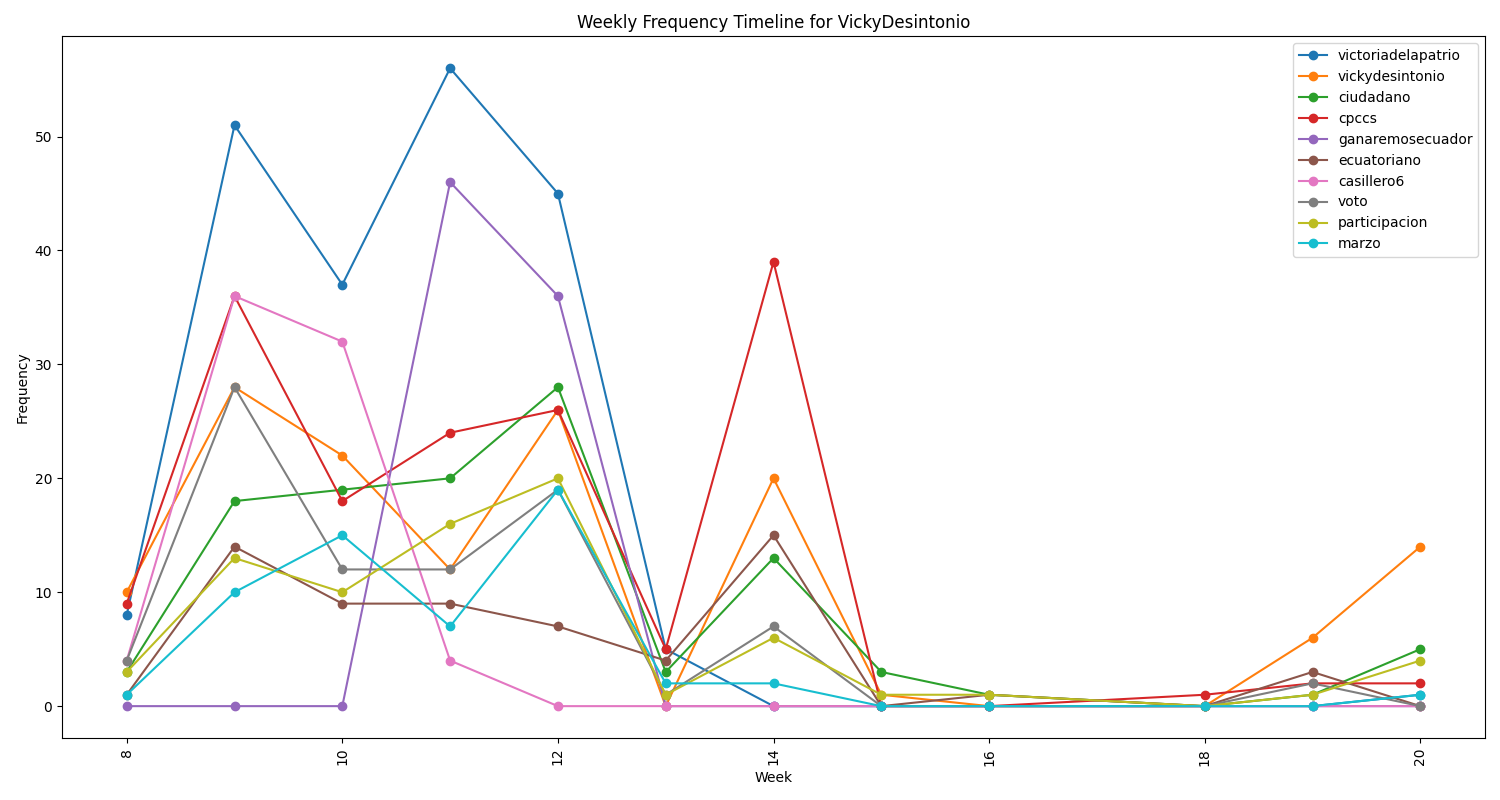 Weekly Frequency Timeline for VickyDesintonio
victoriadelapatrio
vickydesintonio
ciudadano
cpccs
ganaremosecuador
ecuatoriano
casillero6
voto
participacion
marzo
Frequency
50
40
30
20
10
0
8
10
12
14
16
18
20
Week